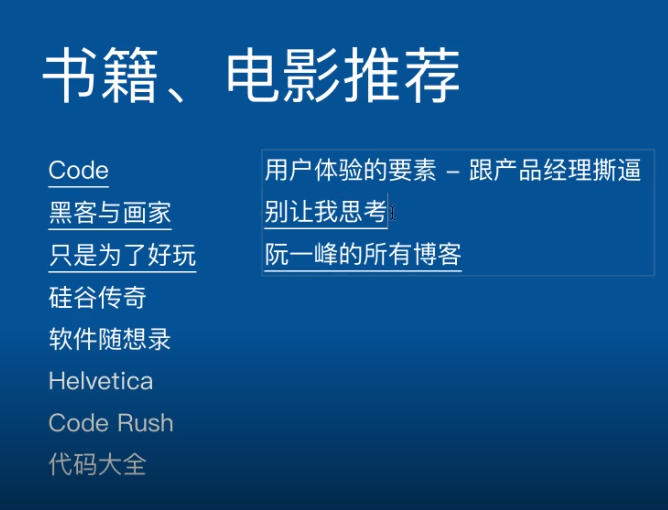 书籍、电影推荐
Code
黑客与画家
只是为了好玩
硅谷传奇
软件随想录
Helvetica
Code Rush
代码大全
用户体验的要素 – 跟产品经理撕逼
别让我思考
阮一峰的所有博客